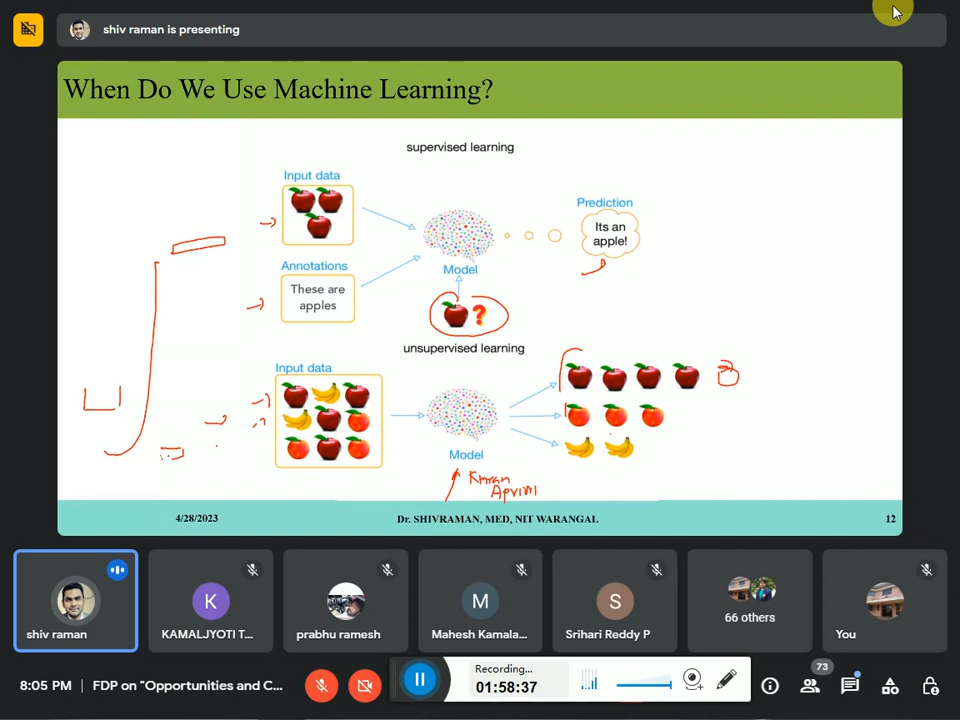 shiv raman is presenting
When Do We Use Machine Learning?
supervised learning
Input data
Prediction
Its an
apple!
Annotations
These are
apples
Model
?
unsupervised learning
Input data
Model
4/28/2023
Dr. SHIVRAMAN, MED, NIT WARANGAL
12
shiv raman
K
KAMALJYOTI T...
prabhu ramesh
M
Mahesh Kamala...
S
Srihari Reddy P
66 others
You
8:05 PM
FDP on "Opportunities and C...
Recording...
01:58:37
73